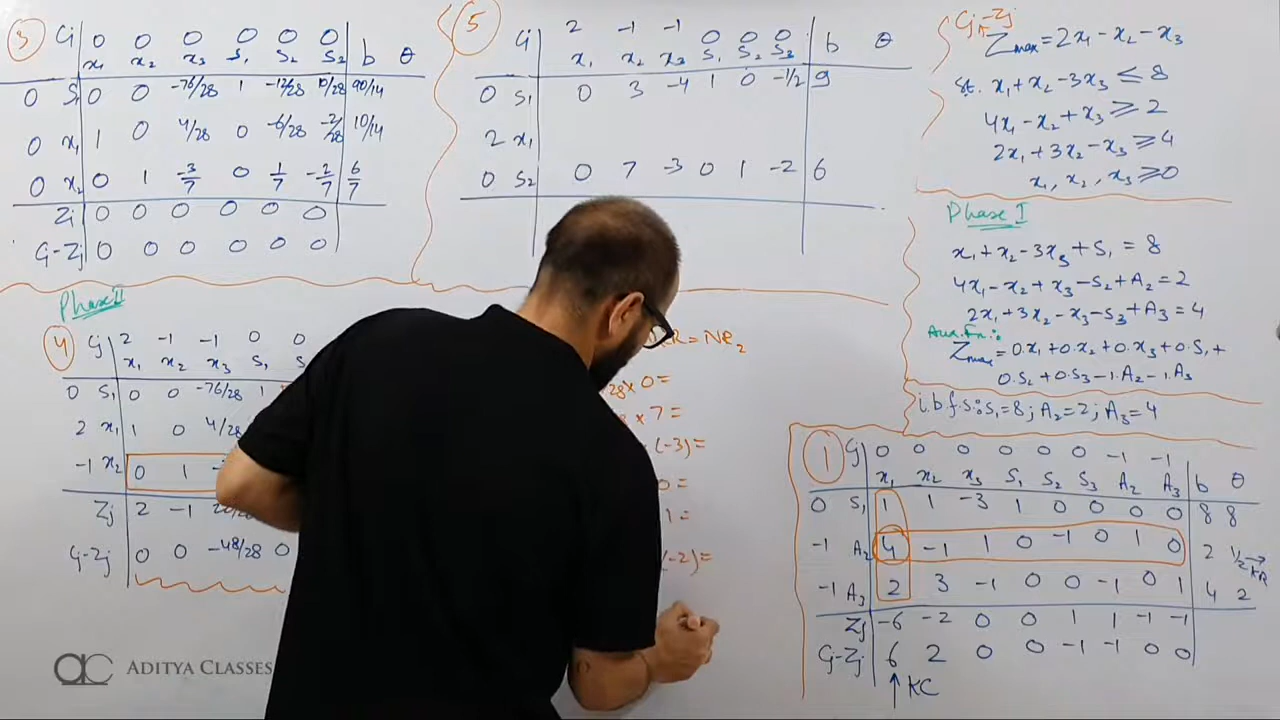 3 Cj 0 0 0 0 0 0
x₁ x₂ x₃ S₁ S₂ S₃ b θ
0 S₁ 0 0 -76/28 1 -12/28 10/28 90/14
0 x₁ 1 0 4/28 0 -6/28 -2/28 10/14
0 x₂ 0 1 -3/7 0 1/7 -2/7 6/7
Zj 0 0 0 0 0 0
Cj-Zj 0 0 0 0 0 0
5 Cj 2 -1 -1 0 0 0
x₁ x₂ x₃ S₁ S₂ S₃ b θ
0 S₁ 0 3 -4 1 0 -1/2 9
2 x₁
0 S₂ 0 7 -3 0 1 -2 6
Cj-Zj
Zmax = 2x₁ - x₂ - x₃
st. x₁ + x₂ - 3x₃ ≤ 8
4x₁ - x₂ + x₃ ≥ 2
2x₁ + 3x₂ - x₃ ≥ 4
x₁, x₂, x₃ ≥ 0
Phase I
x₁ + x₂ - 3x₃ + S₁ = 8
4x₁ - x₂ + x₃ - S₂ + A₂ = 2
2x₁ + 3x₂ - x₃ - S₃ + A₃ = 4
Aux. Fn.:
Zmax = 0.x₁ + 0.x₂ + 0.x₃ + 0.S₁ +
0.S₂ + 0.S₃ - 1.A₂ - 1.A₃
i.b.f.s: S₁ = 8; A₂ = 2; A₃ = 4
Phase II
4 Cj 2 -1 -1 0 0
x₁ x₂ x₃ S₁ S
0 S₁ 0 0 -76/28 1
2 x₁ 1 0 4/28
-1 x₂ 0 1
Zj 2 -1
Cj-Zj 0 0 -48/28 0
R = Ne₂
/28 × 0 =
× 7 =
× (-3) =
0 =
1 =
(-2) =
1 Cj 0 0 0 0 0 0 -1 -1
x₁ x₂ x₃ S₁ S₂ S₃ A₂ A₃ b θ
0 S₁ 1 1 -3 1 0 0 0 0 8 8
-1 A₂ 4 -1 1 0 -1 0 1 0 2 1/2 → KR
-1 A₃ 2 3 -1 0 0 -1 0 1 4 2
Zj -6 -2 0 0 1 1 -1 -1
Cj-Zj 6 2 0 0 -1 -1 0 0
↑ KC
ac ADITYA CLASSES